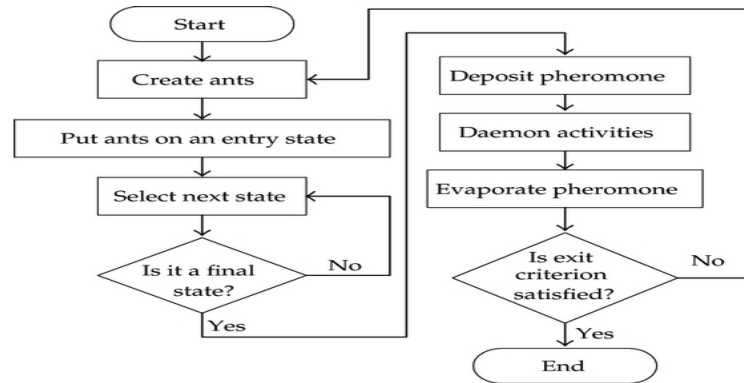 Start
Create ants
Put ants on an entry state
Select next state
Is it a final
state?
No
Yes
Deposit pheromone
Daemon activities
Evaporate pheromone
Is exit
criterion
satisfied?
No
Yes
End